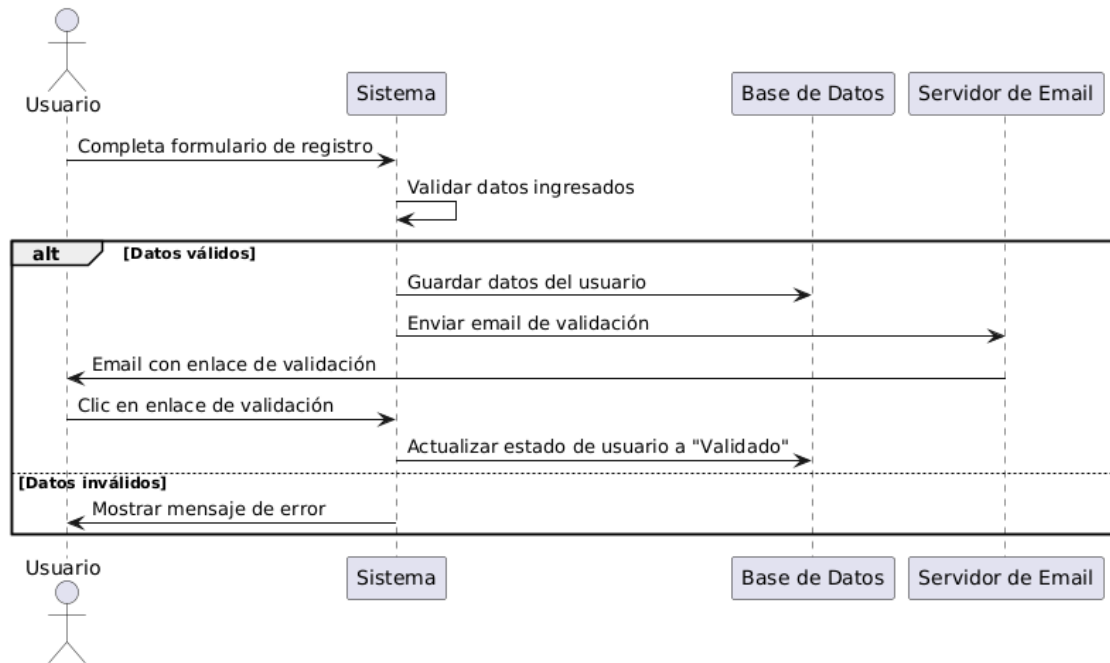 Usuario
Sistema
Base de Datos
Servidor de Email
Completa formulario de registro
Validar datos ingresados
alt
[Datos válidos]
Guardar datos del usuario
Enviar email de validación
Email con enlace de validación
Clic en enlace de validación
Actualizar estado de usuario a "Validado"
[Datos inválidos]
Mostrar mensaje de error
Usuario
Sistema
Base de Datos
Servidor de Email